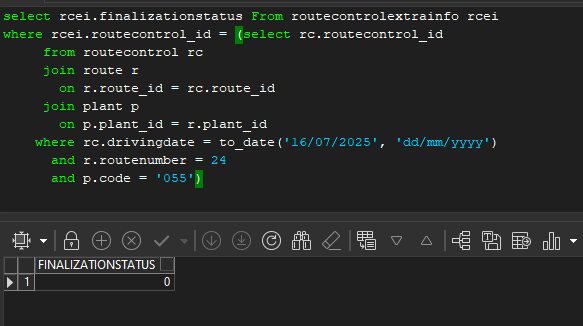 select rcei.finalizationstatus From routecontrolextrainfo rcei
where rcei.routecontrol_id = (select rc.routecontrol_id
from routecontrol rc
join route r
on r.route_id = rc.route_id
join plant p
on p.plant_id = r.plant_id
where rc.drivingdate = to_date('16/07/2025', 'dd/mm/yyyy')
and r.routenumber = 24
and p.code = '055')
FINALIZATIONSTATUS
1 0